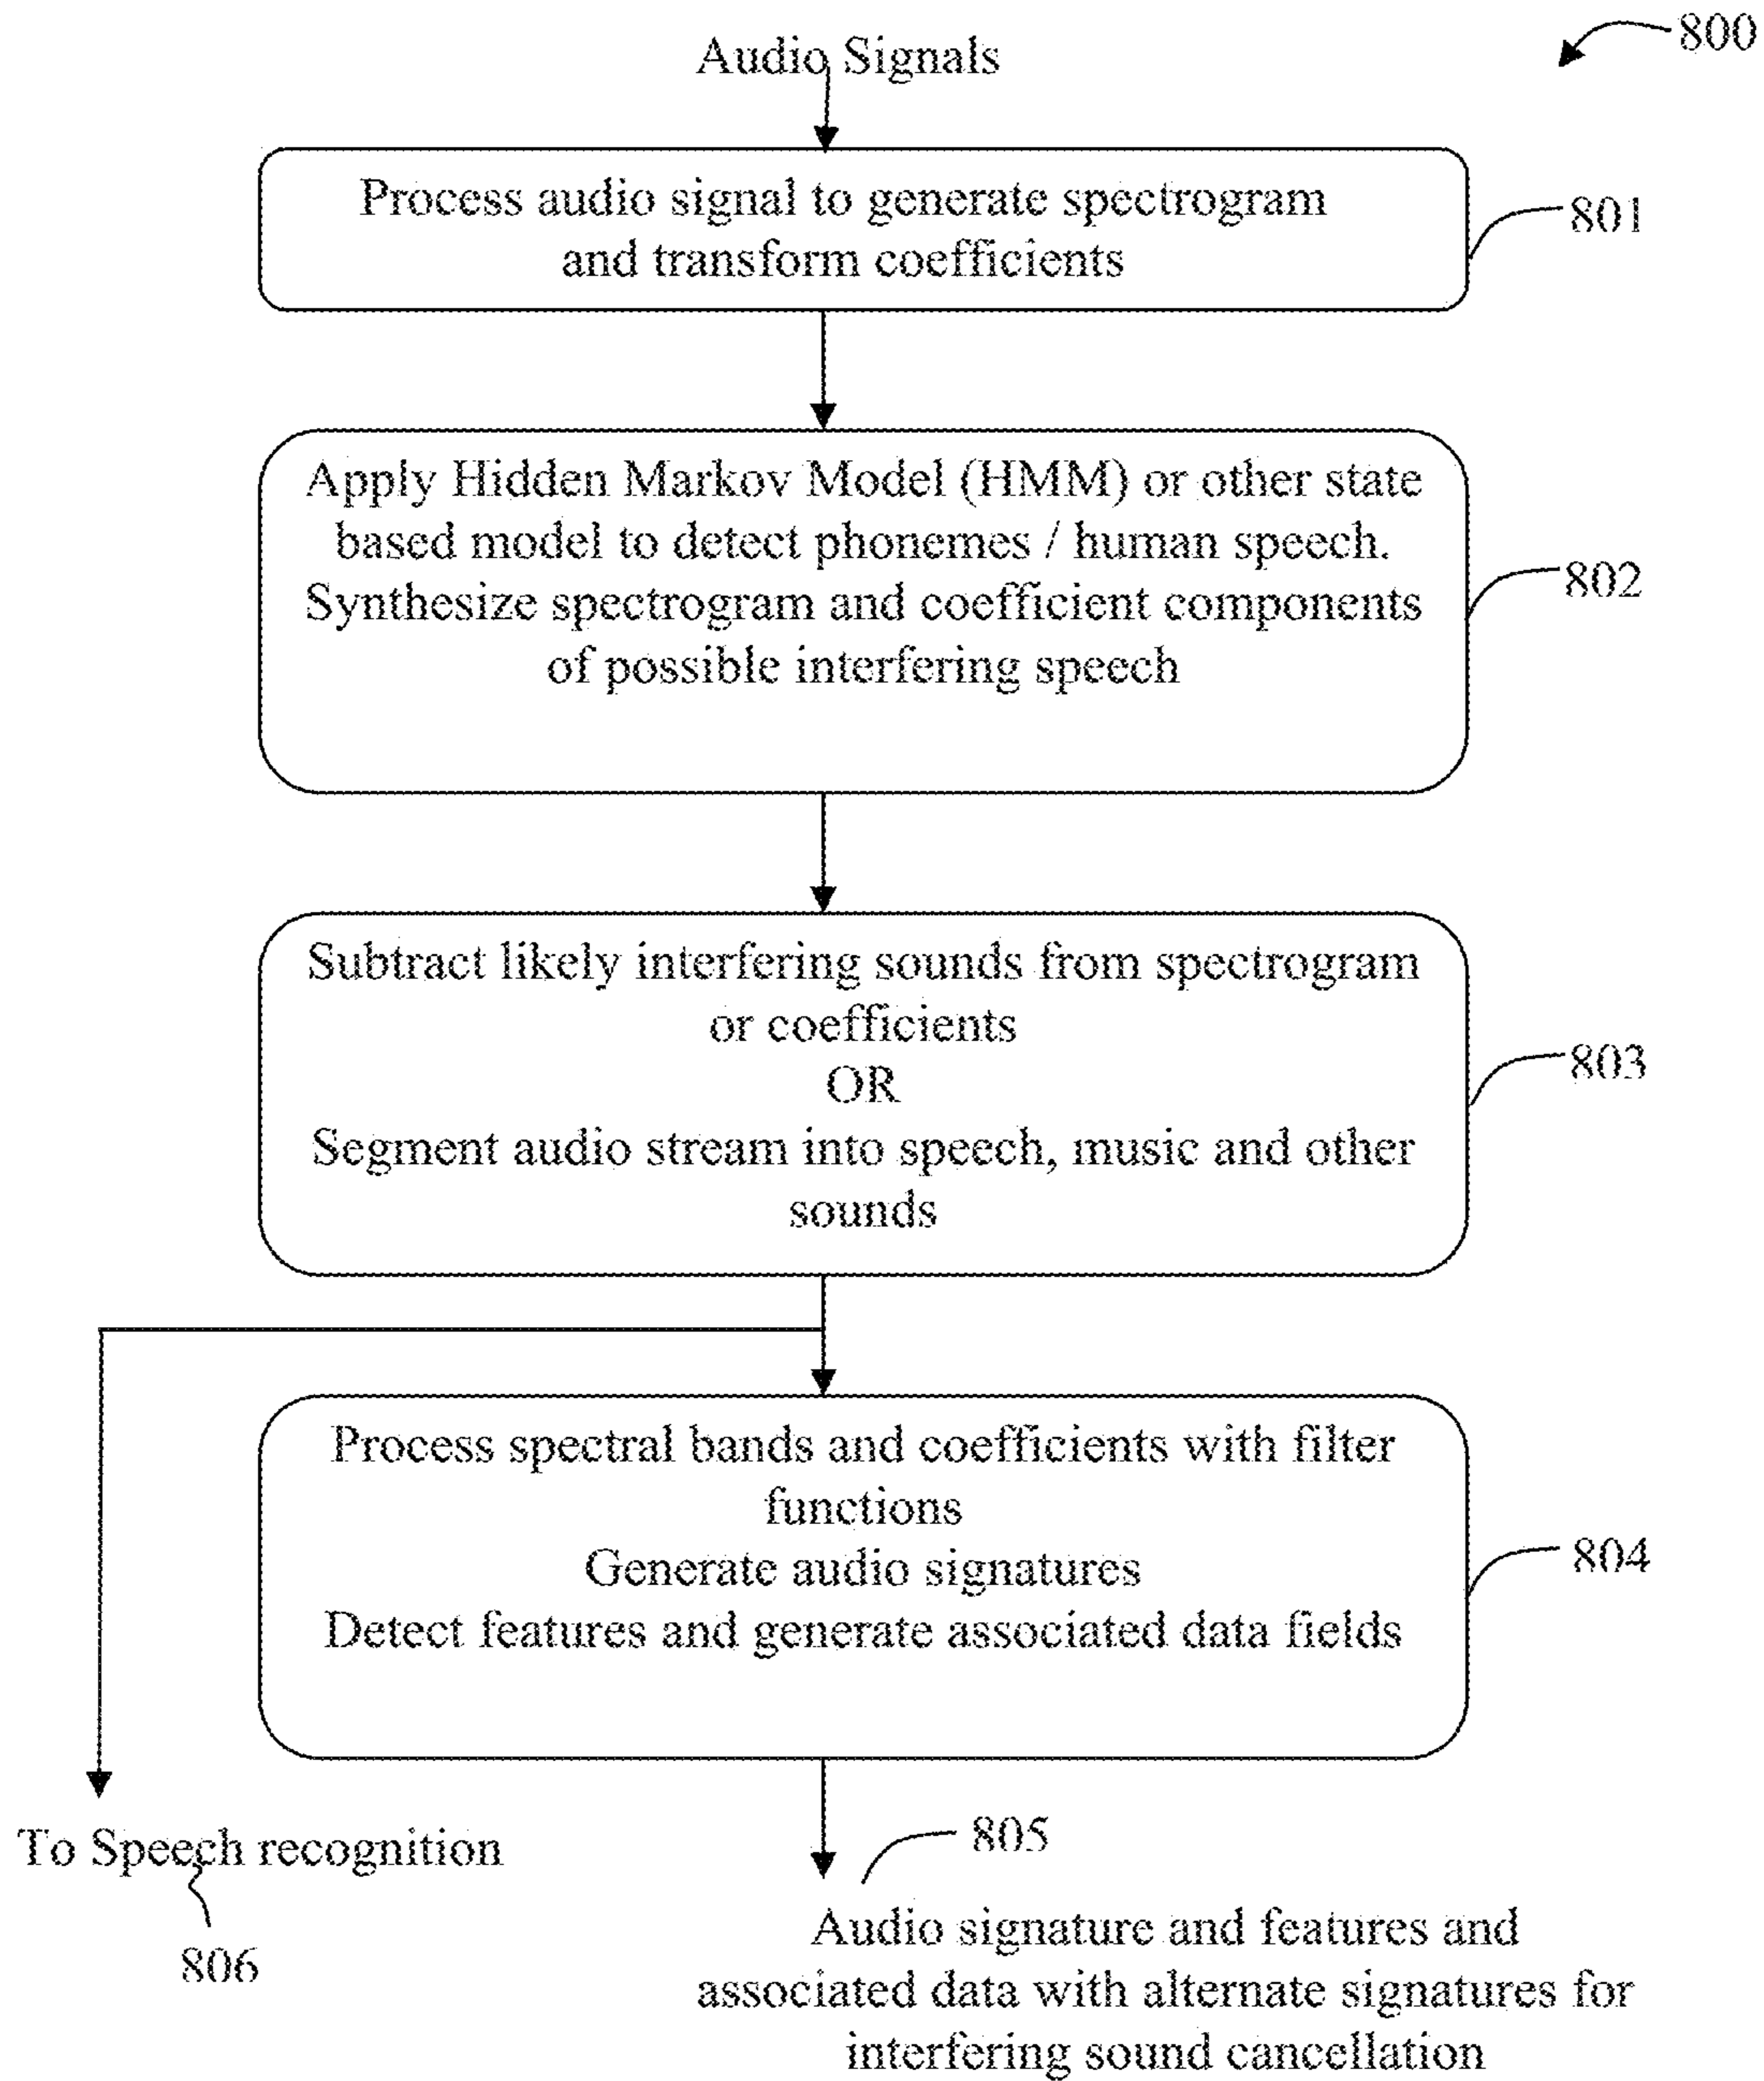 800
Audio Signals
Process audio signal to generate spectrogram
and transform coefficients
801
Apply Hidden Markov Model (HMM) or other state
based model to detect phonemes / human speech.
Synthesize spectrogram and coefficient components
of possible interfering speech
802
Subtract likely interfering sounds from spectrogram
or coefficients
OR
Segment audio stream into speech, music and other
sounds
803
Process spectral bands and coefficients with filter
functions
Generate audio signatures
Detect features and generate associated data fields
804
To Speech recognition
806
805
Audio signature and features and
associated data with alternate signatures for
interfering sound cancellation